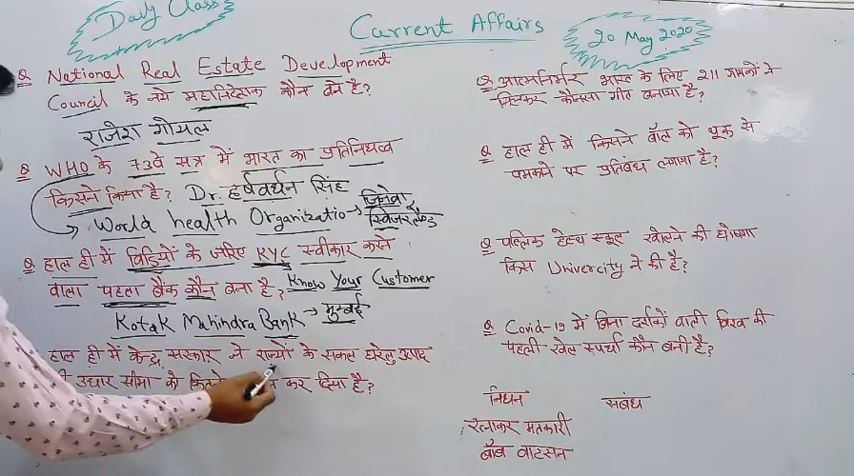 Daily Class
Current Affairs
20 May 2020
Q National Real Estate Development
Council के नये महानिदेशक कौन बने है?
राजेश गोयल
Q WHO के 73वे सत्र में भारत का प्रतिनिधत्व
किसने किया है? Dr. हर्षवर्धन सिंह
World health Organizatio → जिनेवा
स्विजरलैण्ड
Q हाल ही में विडियों के जरिए KYC स्वीकार करने
वाला पहला बैंक कौन बना है? Know Your Customer
Kotak Mahindra Bank → मुम्बई
हाल ही में केन्द्र सरकार ने राज्यों के सकल घरेलु उत्पाद
उधार सीमा को कर दिया है?
Q आत्मनिर्भर भारत के लिए 211 गायकों ने
मिलकर कौनसा गीत बनाया है?
Q हाल ही में किसने बॉल को थूक से
चमकाने पर प्रतिबंध लगाया है?
Q पब्लिक हेल्थ स्कूल खोलने की घोषणा
किस Univercity ने की है?
Q Covid-19 में बिना दर्शकों वाली विश्व की
पहली खेल स्पर्धा कौन बनी है?
निधन संबंध
रत्नाकर मतकारी
बॉब वाटसन